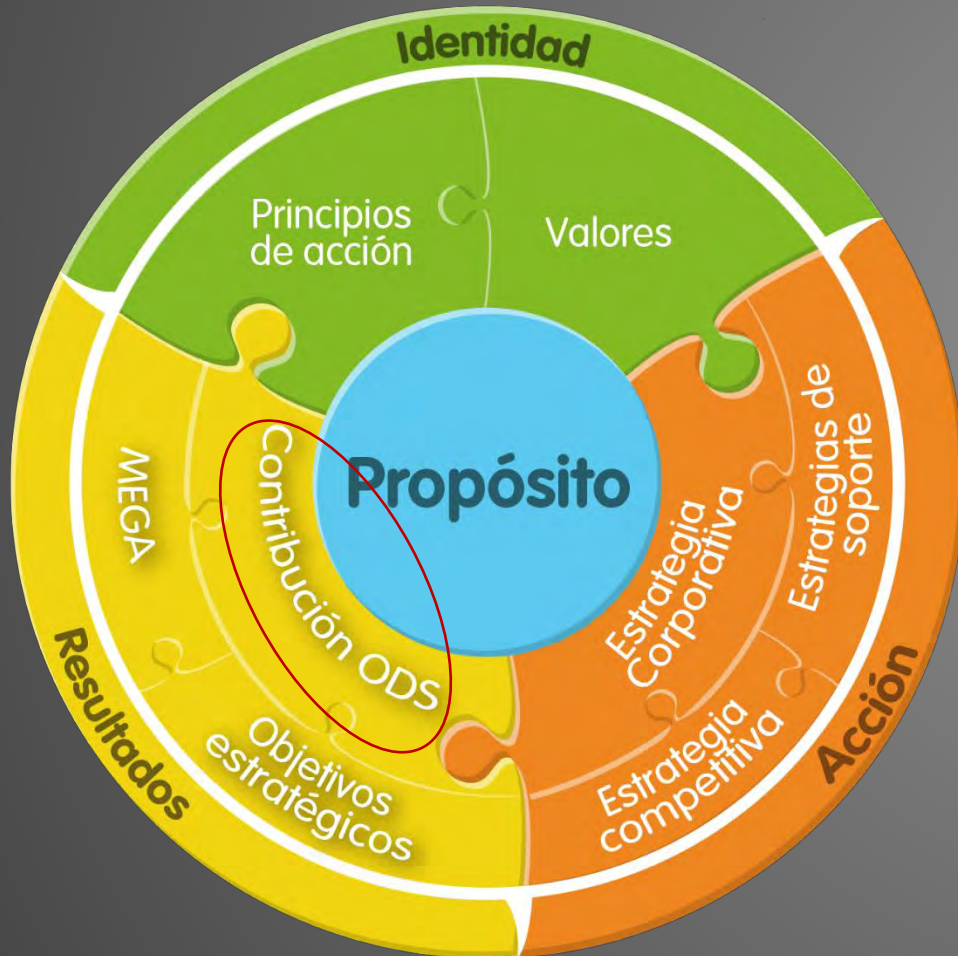 Identidad
Principios
de acción
Valores
Propósito
Contribución ODS
MEGA
Objetivos
estratégicos
Resultados
Estrategia
Corporativa
Estrategias de
soporte
Estrategia
competitiva
Acción